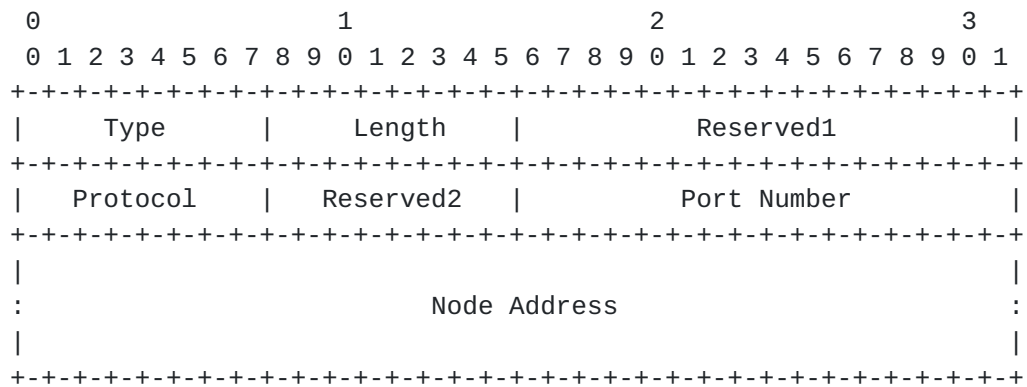 0                   1                   2                   3
 0 1 2 3 4 5 6 7 8 9 0 1 2 3 4 5 6 7 8 9 0 1 2 3 4 5 6 7 8 9 0 1
+-+-+-+-+-+-+-+-+-+-+-+-+-+-+-+-+-+-+-+-+-+-+-+-+-+-+-+-+-+-+-+-+
|     Type      |     Length    |           Reserved1           |
+-+-+-+-+-+-+-+-+-+-+-+-+-+-+-+-+-+-+-+-+-+-+-+-+-+-+-+-+-+-+-+-+
|   Protocol    |   Reserved2   |          Port Number          |
+-+-+-+-+-+-+-+-+-+-+-+-+-+-+-+-+-+-+-+-+-+-+-+-+-+-+-+-+-+-+-+-+
|                                                               |
:                          Node Address                         :
|                                                               |
+-+-+-+-+-+-+-+-+-+-+-+-+-+-+-+-+-+-+-+-+-+-+-+-+-+-+-+-+-+-+-+-+